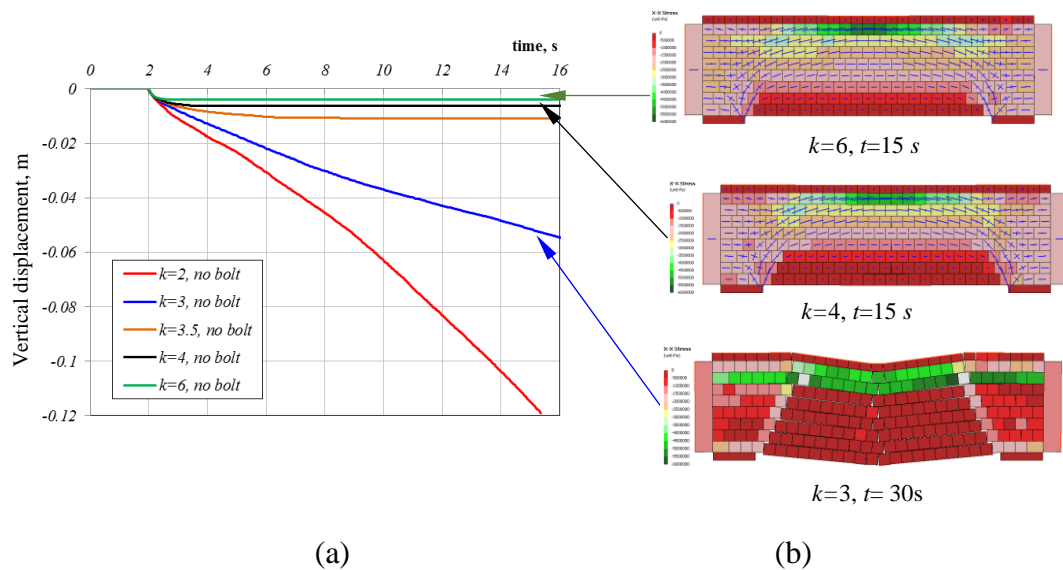 time, s
0 2 4 6 8 10 12 14 16
0
-0.02
-0.04
-0.06
-0.08
-0.1
-0.12
Vertical displacement, m
k=2, no bolt
k=3, no bolt
k=3.5, no bolt
k=4, no bolt
k=6, no bolt
(a)
X-X Stress
k=6, t=15 s
X-X Stress
k=4, t=15 s
X-X Stress
k=3, t= 30s
(b)